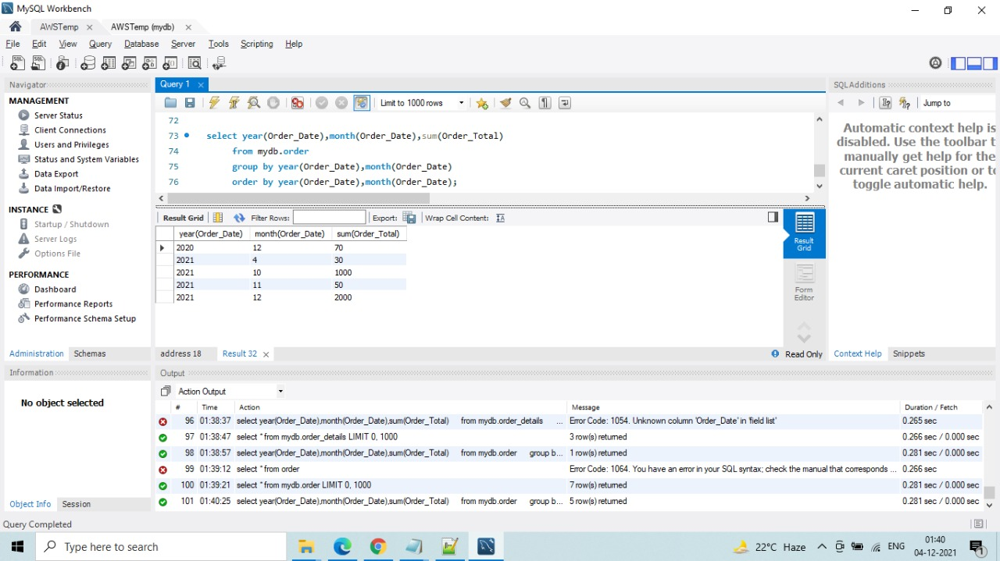 MySQL Workbench
AWSTemp
AWSTemp (mydb)
File Edit View Query Database Server Tools Scripting Help
Navigator
MANAGEMENT
Server Status
Client Connections
Users and Privileges
Status and System Variables
Data Export
Data Import/Restore
INSTANCE
Startup / Shutdown
Server Logs
Options File
PERFORMANCE
Dashboard
Performance Reports
Performance Schema Setup
Administration Schemas
Information
No object selected
Object Info Session
Query 1
Limit to 1000 rows
72
73 select year(Order_Date),month(Order_Date),sum(Order_Total)
74 from mydb.order
75 group by year(Order_Date),month(Order_Date)
76 order by year(Order_Date),month(Order_Date);
Result Grid Filter Rows: Export: Wrap Cell Content:
year(Order_Date) month(Order_Date) sum(Order_Total)
2020 12 70
2021 4 30
2021 10 1000
2021 11 50
2021 12 2000
Result
Grid
Form
Editor
address 18 Result 32 Read Only
SQLAdditions
Jump to
Automatic context help is
disabled. Use the toolbar t
manually get help for the
current caret position or to
toggle automatic help.
Context Help Snippets
Output
Action Output
# Time Action Message Duration / Fetch
96 01:38:37 select year(Order_Date),month(Order_Date),sum(Order_Total) from mydb.order_details ... Error Code: 1054. Unknown column 'Order_Date' in 'field list' 0.265 sec
97 01:38:47 select * from mydb.order_details LIMIT 0, 1000 3 row(s) returned 0.266 sec / 0.000 sec
98 01:38:57 select year(Order_Date),month(Order_Date),sum(Order_Total) from mydb.order group b... 1 row(s) returned 0.281 sec / 0.000 sec
99 01:39:12 select * from order Error Code: 1064. You have an error in your SQL syntax; check the manual that corresponds ... 0.266 sec
100 01:39:21 select * from mydb.order LIMIT 0, 1000 7 row(s) returned 0.281 sec / 0.000 sec
101 01:40:25 select year(Order_Date),month(Order_Date),sum(Order_Total) from mydb.order group b... 5 row(s) returned 0.281 sec / 0.000 sec
Query Completed
Type here to search
22°C Haze
ENG
01:40
04-12-2021
1